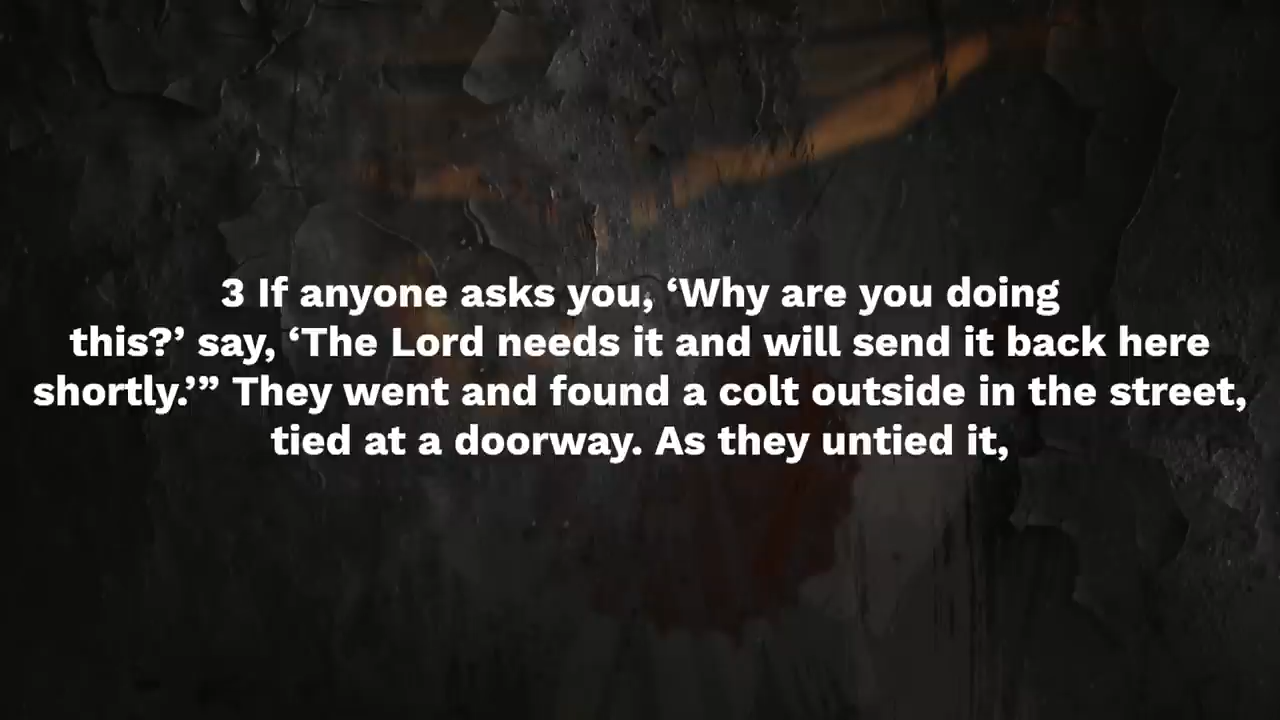 3 If anyone asks you, ‘Why are you doing
this?’ say, ‘The Lord needs it and will send it back here
shortly.’” They went and found a colt outside in the street,
tied at a doorway. As they untied it,